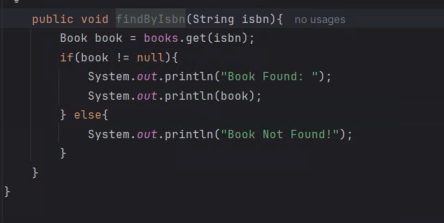 public void findByIsbn(String isbn){ no usages
Book book = books.get(isbn);
if(book != null){
System.out.println("Book Found: ");
System.out.println(book);
} else{
System.out.println("Book Not Found!");
}
}
}